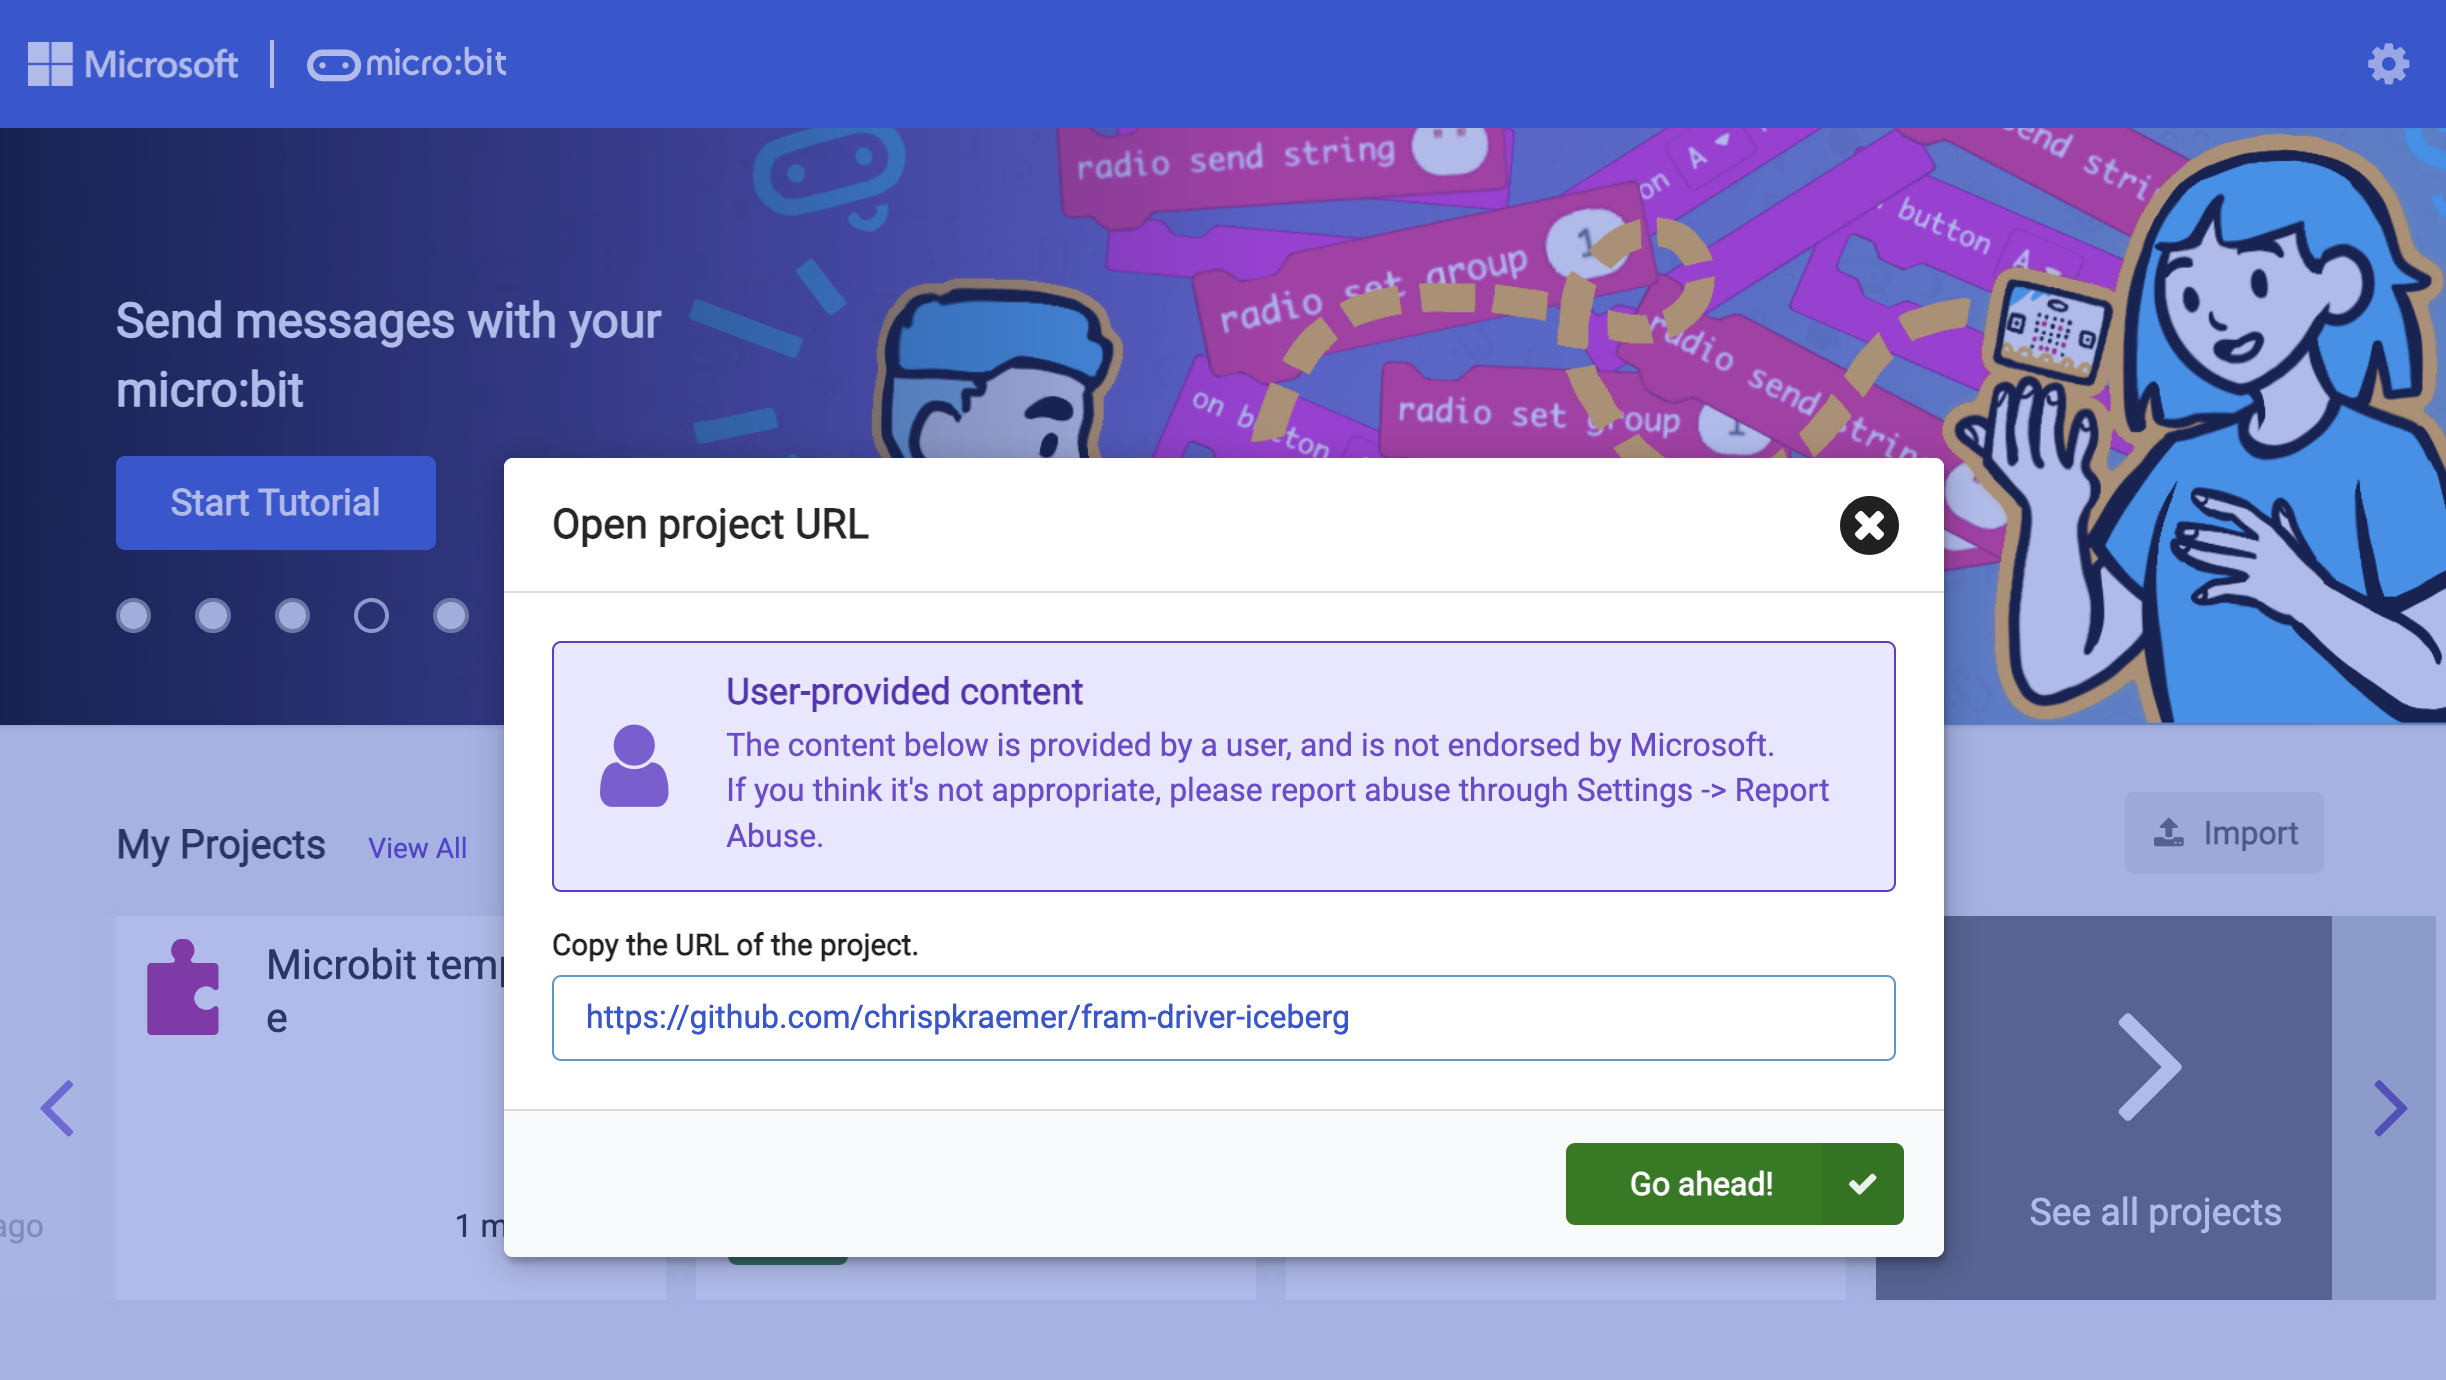 Microsoft
micro:bit
radio send string
on A
send stri
radio set group 1
button A
radio send string
on button
radio set group 1
Send messages with your
micro:bit
Start Tutorial
Open project URL
User-provided content
The content below is provided by a user, and is not endorsed by Microsoft.
If you think it's not appropriate, please report abuse through Settings -> Report
Abuse.
My Projects
View All
Import
Copy the URL of the project.
https://github.com/chrispkraemer/fram-driver-iceberg
Microbit temp
e
ago
1 m
Go ahead!
See all projects